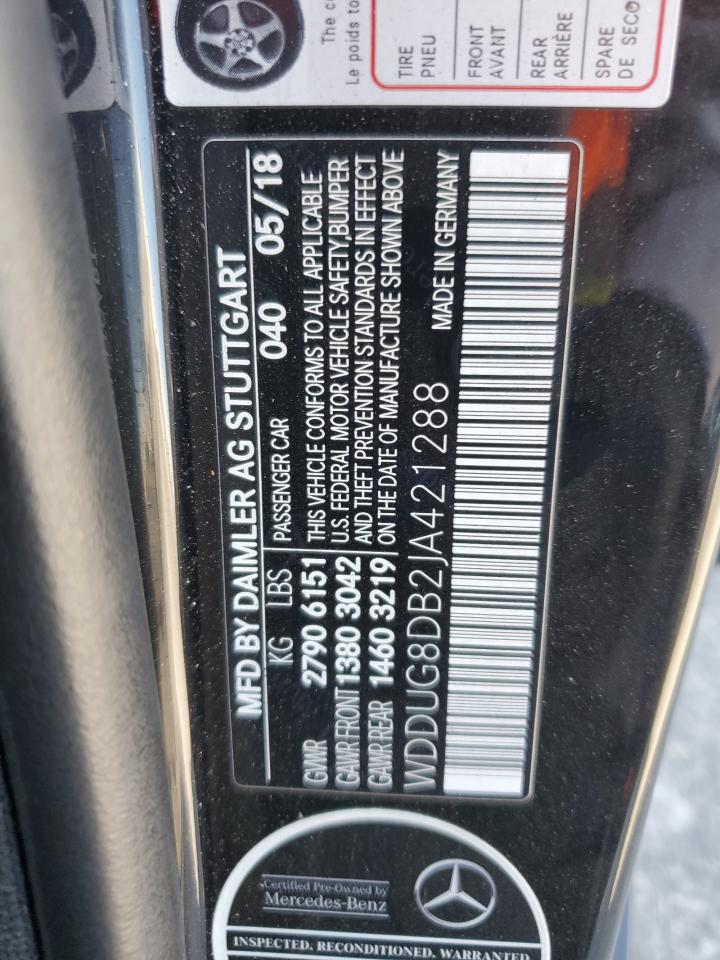 The co
Le poids to
TIRE
PNEU
FRONT
AVANT
REAR
ARRIÈRE
SPARE
DE SECO
MFD BY DAIMLER AG STUTTGART
KG LBS PASSENGER CAR 040 05/18
GVWR 2790 6151 THIS VEHICLE CONFORMS TO ALL APPLICABLE
GAWR FRONT 1380 3042 U.S. FEDERAL MOTOR VEHICLE SAFETY, BUMPER
GAWR REAR 1460 3219 AND THEFT PREVENTION STANDARDS IN EFFECT
ON THE DATE OF MANUFACTURE SHOWN ABOVE
WDDUG8DB2JA421288 MADE IN GERMANY
Certified Pre-Owned by
Mercedes-Benz
INSPECTED. RECONDITIONED. WARRANTED